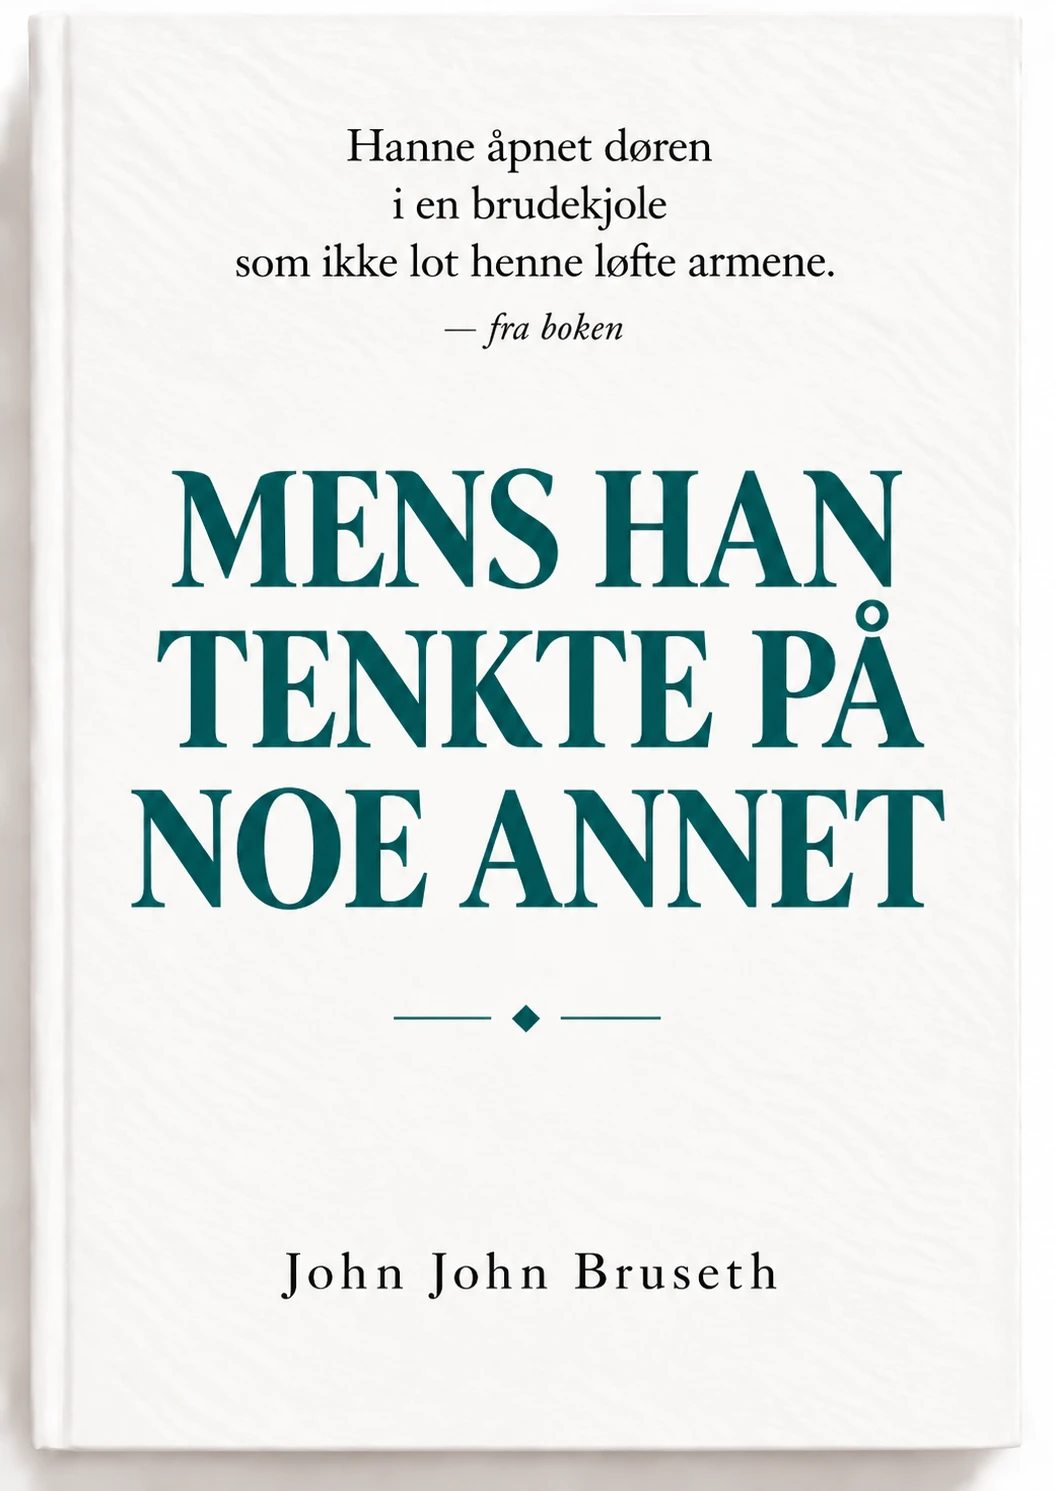 Hanne åpnet døren
i en brudekjole
som ikke lot henne løfte armene.
— fra boken
MENS HAN
TENKTE PÅ
NOE ANNET
John John Bruseth